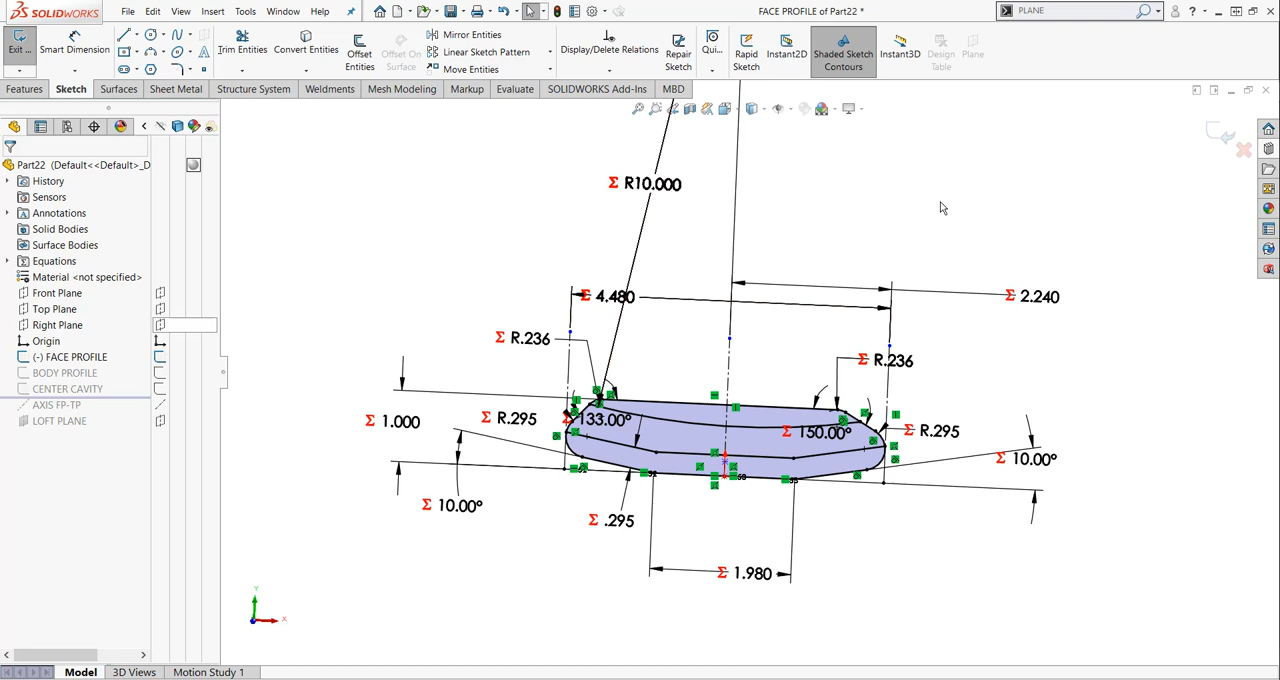 SOLIDWORKS File Edit View Insert Tools Window Help FACE PROFILE of Part22 * PLANE
Exit ... Smart Dimension Trim Entities Convert Entities Offset Entities Offset On Surface Mirror Entities Linear Sketch Pattern Move Entities Display/Delete Relations Repair Sketch Qui... Rapid Sketch Instant2D Shaded Sketch Contours Instant3D Design Table Plane
Features Sketch Surfaces Sheet Metal Structure System Weldments Mesh Modeling Markup Evaluate SOLIDWORKS Add-Ins MBD
Part22 (Default<<Default>_D
History
Sensors
Annotations
Solid Bodies
Surface Bodies
Equations
Material <not specified>
Front Plane
Top Plane
Right Plane
Origin
(-) FACE PROFILE
BODY PROFILE
CENTER CAVITY
AXIS FP-TP
LOFT PLANE
Σ R10.000
Σ 4.480
Σ 2.240
Σ R.236
Σ R.236
Σ 1.000
Σ R.295
Σ 133.00°
Σ 150.00°
Σ R.295
Σ 10.00°
Σ 10.00°
Σ .295
Σ 1.980
Y
X
Model 3D Views Motion Study 1